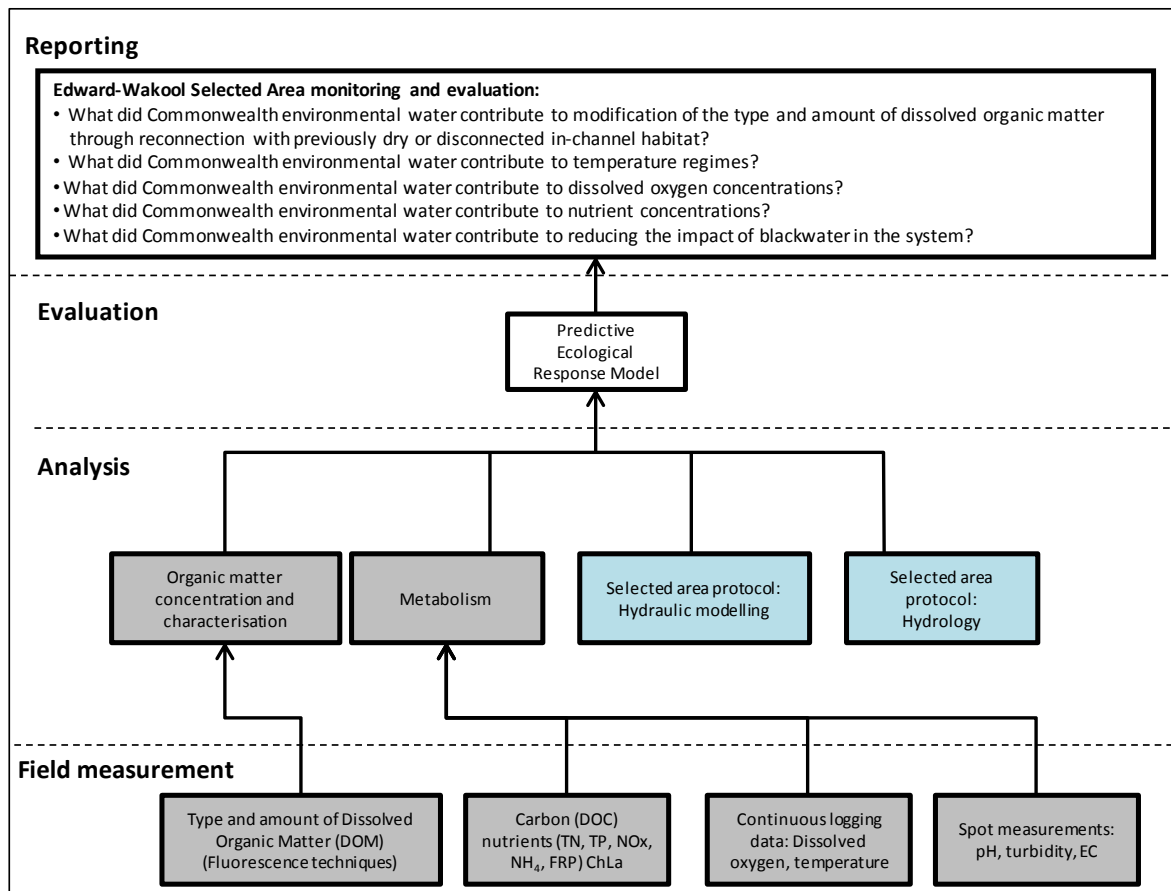 Reporting
Edward-Wakool Selected Area monitoring and evaluation:
• What did Commonwealth environmental water contribute to modification of the type and amount of dissolved organic matter
through reconnection with previously dry or disconnected in-channel habitat?
• What did Commonwealth environmental water contribute to temperature regimes?
• What did Commonwealth environmental water contribute to dissolved oxygen concentrations?
• What did Commonwealth environmental water contribute to nutrient concentrations?
• What did Commonwealth environmental water contribute to reducing the impact of blackwater in the system?
Evaluation
Predictive
Ecological
Response Model
Analysis
Organic matter
concentration and
characterisation
Metabolism
Selected area protocol:
Hydraulic modelling
Selected area
protocol:
Hydrology
Field measurement
Type and amount of Dissolved
Organic Matter (DOM)
(Fluorescence techniques)
Carbon (DOC)
nutrients (TN, TP, NOx,
NH₄, FRP) ChLa
Continuous logging
data: Dissolved
oxygen, temperature
Spot measurements:
pH, turbidity, EC